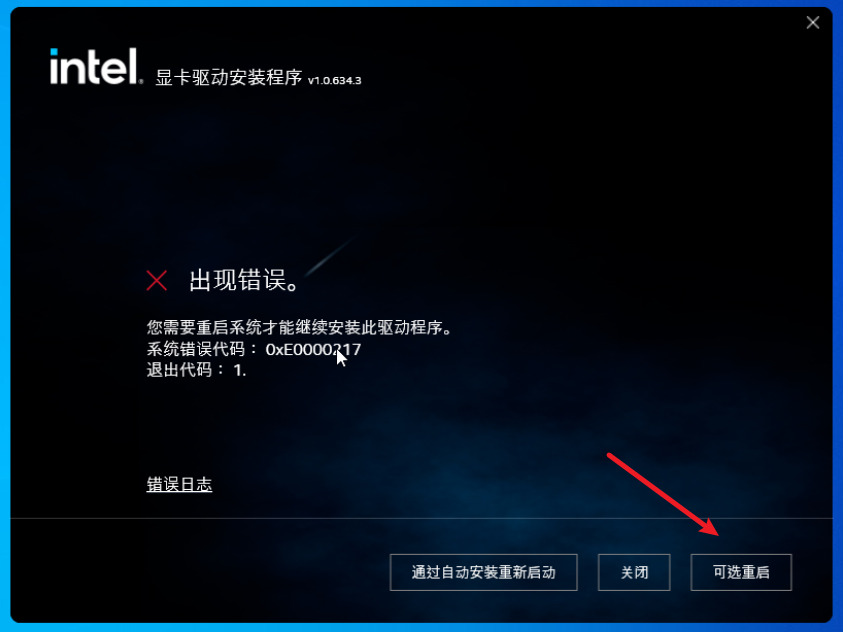 intel. 显卡驱动安装程序 v1.0.634.3
出现错误。
您需要重启系统才能继续安装此驱动程序。
系统错误代码： 0xE0000217
退出代码： 1.
错误日志
通过自动安装重新启动 关闭 可选重启